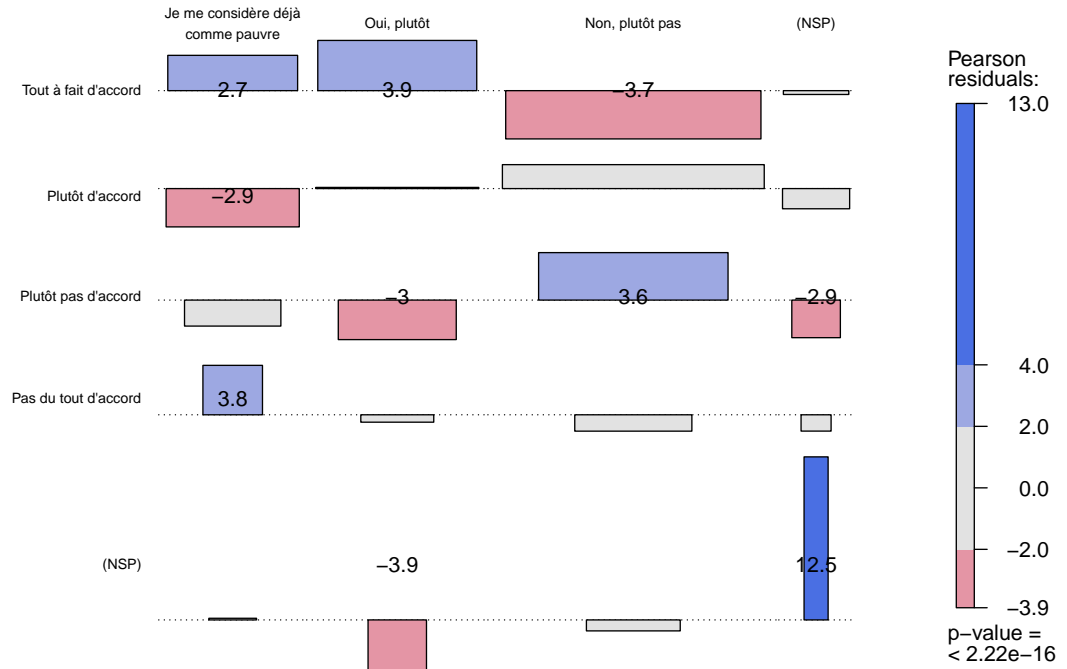 Je me considère déjà
comme pauvre
Oui, plutôt
Non, plutôt pas
(NSP)
Pearson
residuals:
13.0
4.0
2.0
0.0
−2.0
−3.9
p−value =
< 2.22e−16
Tout à fait d'accord
2.7
3.9
−3.7
Plutôt d'accord
−2.9
Plutôt pas d'accord
−3
3.6
−2.9
Pas du tout d'accord
3.8
(NSP)
−3.9
12.5